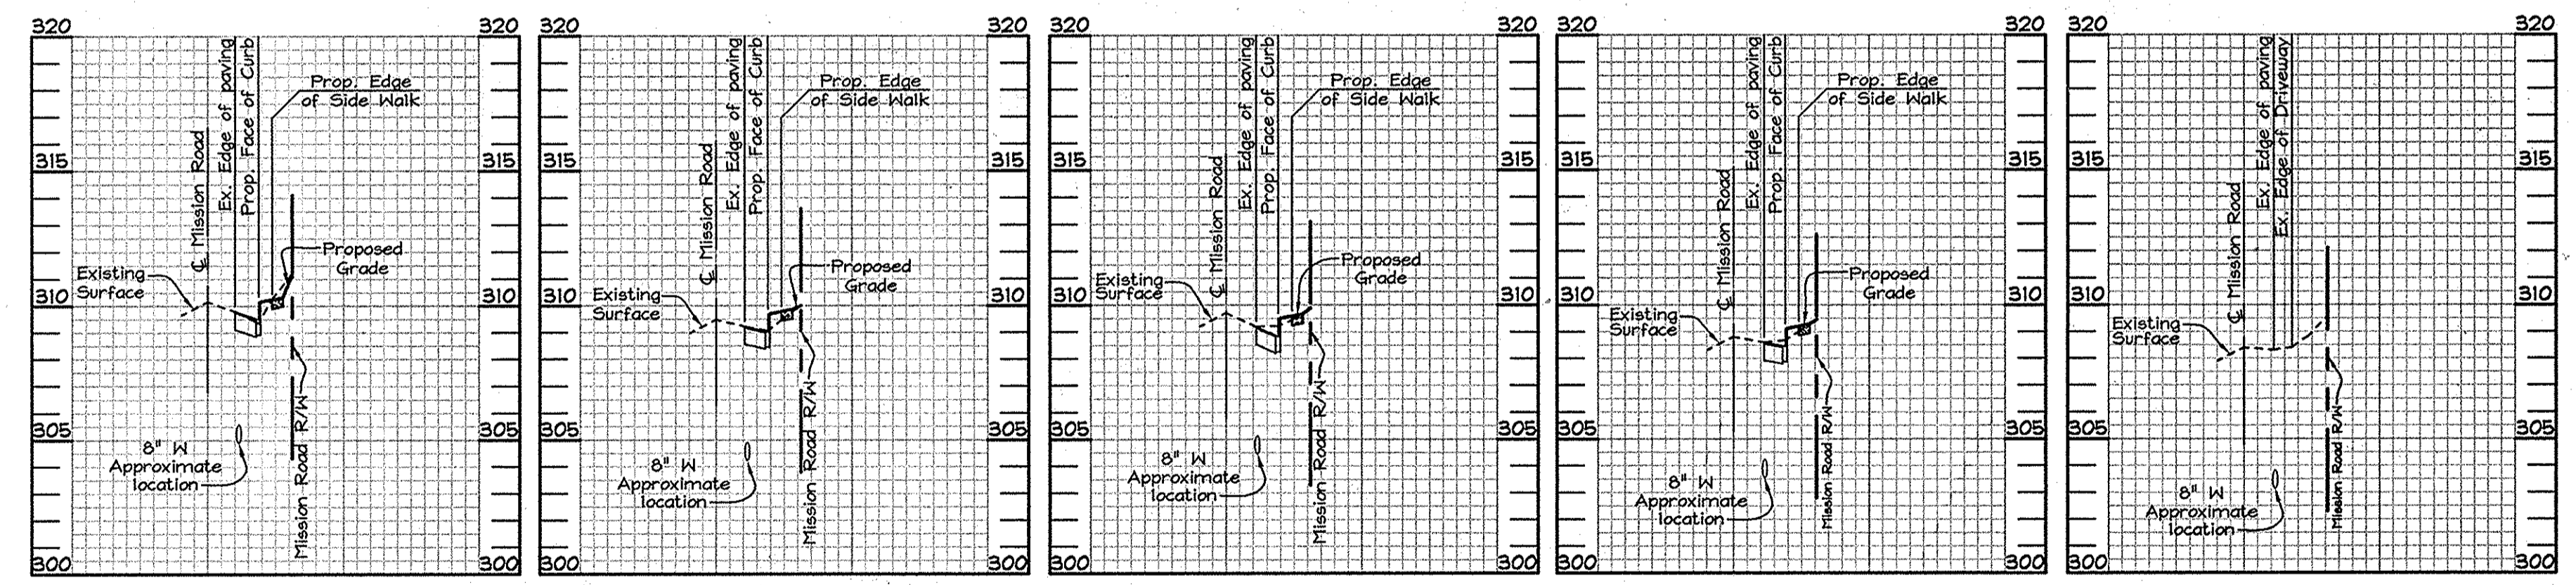 320
320
Ex. Edge of paving
Prop. Face of Curb
Prop. Edge
of Side Walk
℄ Mission Road
315
315
Proposed
Grade
Existing
Surface
310
310
305
305
8" W
Approximate
location
Mission Road R/W
300
300
320
320
Ex. Edge of paving
Prop. Face of Curb
Prop. Edge
of Side Walk
℄ Mission Road
315
315
Proposed
Grade
Existing
Surface
310
310
305
305
8" W
Approximate
location
Mission Road R/W
300
300
320
320
Ex. Edge of paving
Prop. Face of Curb
Prop. Edge
of Side Walk
℄ Mission Road
315
315
Proposed
Grade
Existing
Surface
310
310
305
305
8" W
Approximate
location
Mission Road R/W
300
300
320
320
Ex. Edge of paving
Prop. Face of Curb
Prop. Edge
of Side Walk
℄ Mission Road
315
315
Proposed
Grade
Existing
Surface
310
310
305
305
8" W
Approximate
location
Mission Road R/W
300
300
320
320
Ex. Edge of paving
Ex. Edge of Driveway
℄ Mission Road
315
315
Existing
Surface
310
310
305
305
8" W
Approximate
location
Mission Road R/W
300
300